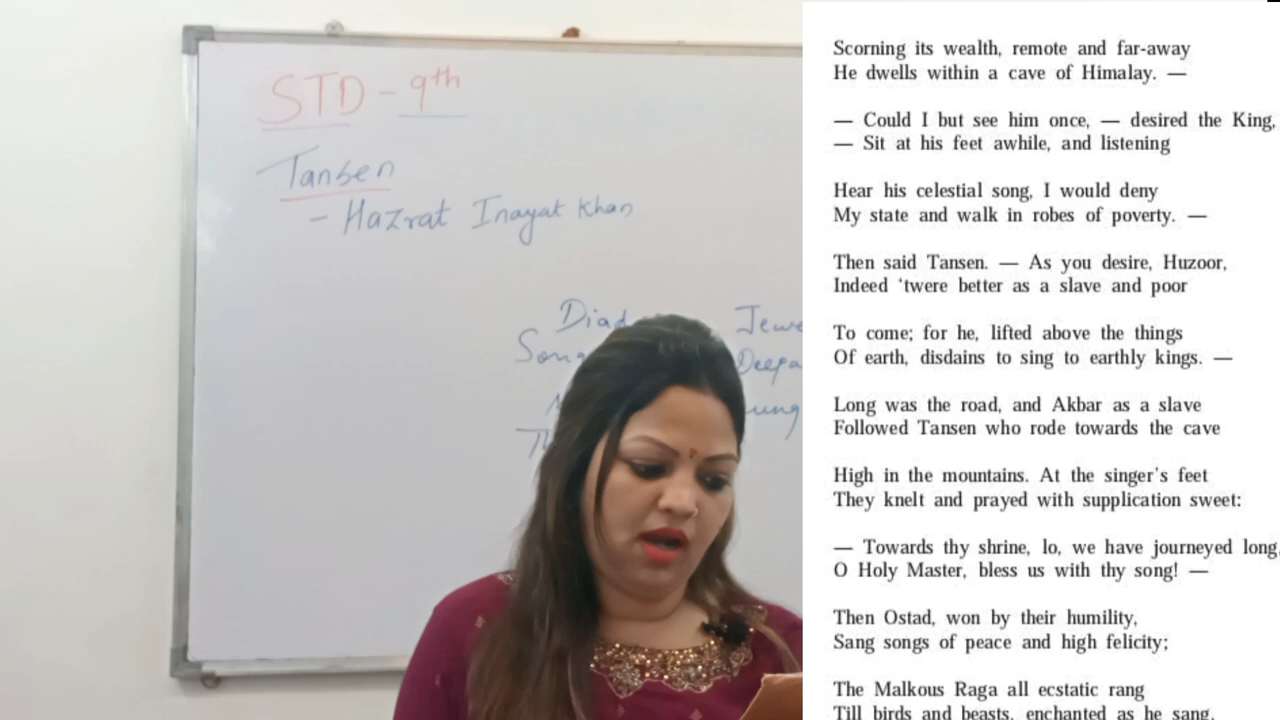 STD - 9th
Tansen
- Hazrat Inayat Khan
Scorning its wealth, remote and far-away
He dwells within a cave of Himalay. —
— Could I but see him once, — desired the King,
— Sit at his feet awhile, and listening
Hear his celestial song, I would deny
My state and walk in robes of poverty. —
Then said Tansen. — As you desire, Huzoor,
Indeed ‘twere better as a slave and poor
To come; for he, lifted above the things
Of earth, disdains to sing to earthly kings. —
Long was the road, and Akbar as a slave
Followed Tansen who rode towards the cave
High in the mountains. At the singer's feet
They knelt and prayed with supplication sweet:
— Towards thy shrine, lo, we have journeyed long,
O Holy Master, bless us with thy song! —
Then Ostad, won by their humility,
Sang songs of peace and high felicity;
The Malkous Raga all ecstatic rang
Till birds and beasts, enchanted as he sang,